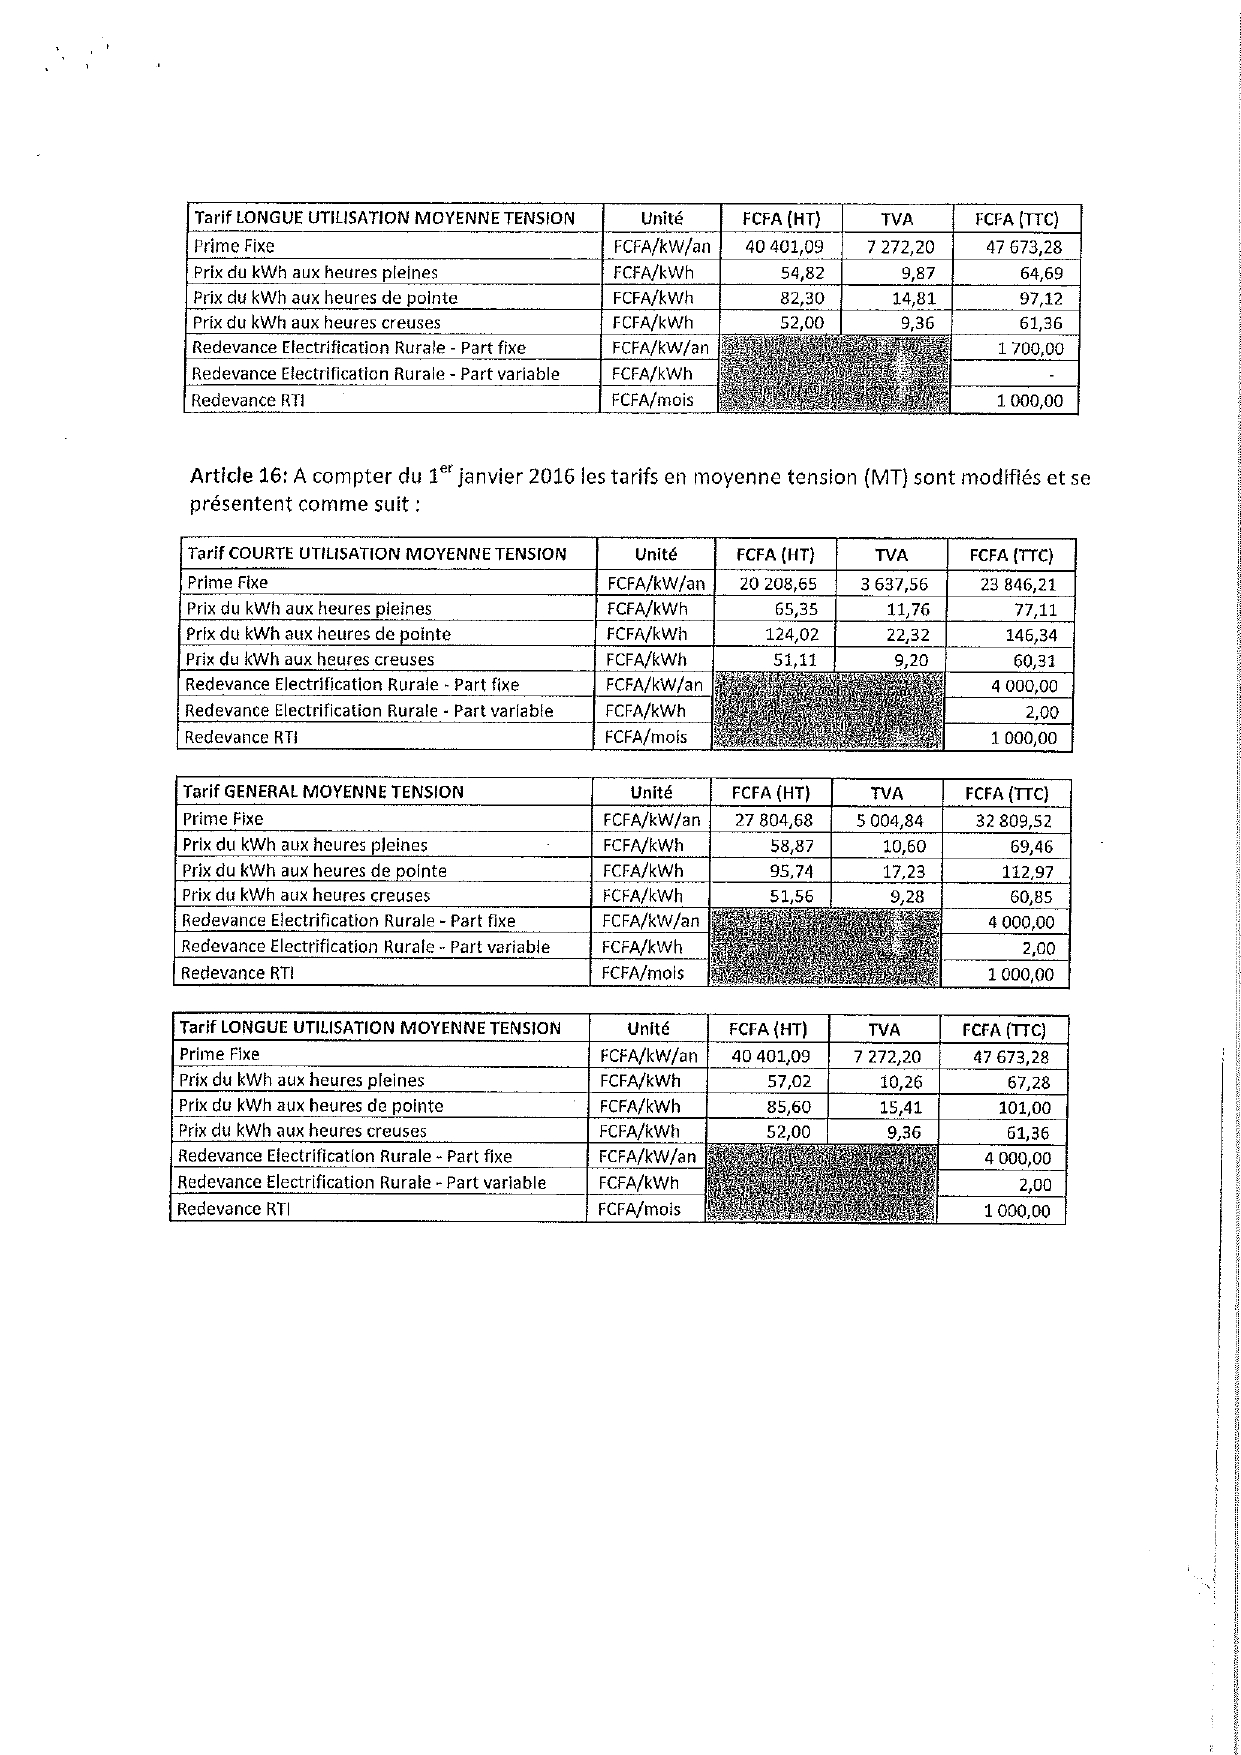 Tarif LONGUE UTILISATION MOYENNE TENSION Unité FCFA (HT) TVA FCFA (TTC)
Prime Fixe FCFA/kW/an 40 401,09 7 272,20 47 673,28
Prix du kWh aux heures pleines FCFA/kWh 54,82 9,87 64,69
Prix du kWh aux heures de pointe FCFA/kWh 82,30 14,81 97,12
Prix du kWh aux heures creuses FCFA/kWh 52,00 9,36 61,36
Redevance Electrification Rurale - Part fixe FCFA/kW/an 1 700,00
Redevance Electrification Rurale - Part variable FCFA/kWh -
Redevance RTI FCFA/mois 1 000,00
Article 16: A compter du 1er janvier 2016 les tarifs en moyenne tension (MT) sont modifiés et se
présentent comme suit :
Tarif COURTE UTILISATION MOYENNE TENSION Unité FCFA (HT) TVA FCFA (TTC)
Prime Fixe FCFA/kW/an 20 208,65 3 637,56 23 846,21
Prix du kWh aux heures pleines FCFA/kWh 65,35 11,76 77,11
Prix du kWh aux heures de pointe FCFA/kWh 124,02 22,32 146,34
Prix du kWh aux heures creuses FCFA/kWh 51,11 9,20 60,31
Redevance Electrification Rurale - Part fixe FCFA/kW/an 4 000,00
Redevance Electrification Rurale - Part variable FCFA/kWh 2,00
Redevance RTI FCFA/mois 1 000,00
Tarif GENERAL MOYENNE TENSION Unité FCFA (HT) TVA FCFA (TTC)
Prime Fixe FCFA/kW/an 27 804,68 5 004,84 32 809,52
Prix du kWh aux heures pleines FCFA/kWh 58,87 10,60 69,46
Prix du kWh aux heures de pointe FCFA/kWh 95,74 17,23 112,97
Prix du kWh aux heures creuses FCFA/kWh 51,56 9,28 60,85
Redevance Electrification Rurale - Part fixe FCFA/kW/an 4 000,00
Redevance Electrification Rurale - Part variable FCFA/kWh 2,00
Redevance RTI FCFA/mois 1 000,00
Tarif LONGUE UTILISATION MOYENNE TENSION Unité FCFA (HT) TVA FCFA (TTC)
Prime Fixe FCFA/kW/an 40 401,09 7 272,20 47 673,28
Prix du kWh aux heures pleines FCFA/kWh 57,02 10,26 67,28
Prix du kWh aux heures de pointe FCFA/kWh 85,60 15,41 101,00
Prix du kWh aux heures creuses FCFA/kWh 52,00 9,36 61,36
Redevance Electrification Rurale - Part fixe FCFA/kW/an 4 000,00
Redevance Electrification Rurale - Part variable FCFA/kWh 2,00
Redevance RTI FCFA/mois 1 000,00